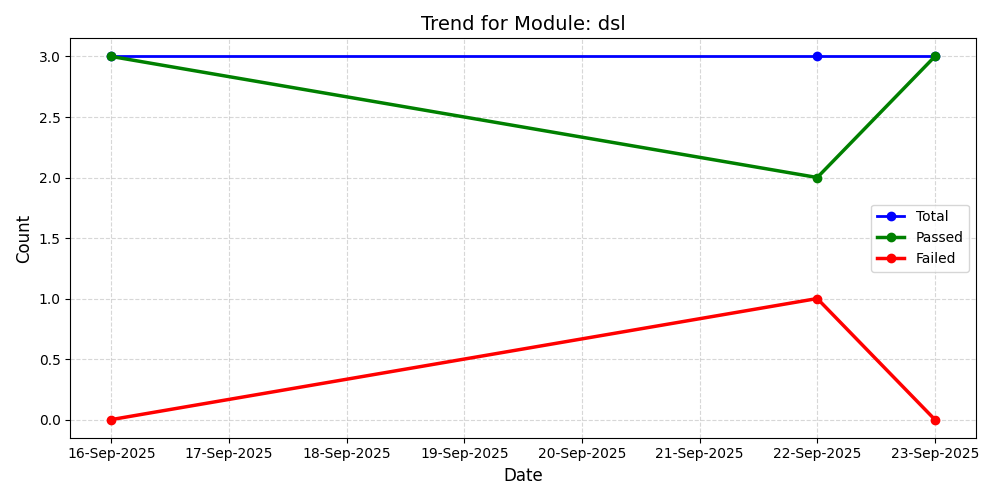 Trend for Module: dsl
3.0
2.5
2.0
1.5
1.0
0.5
0.0
Count
Total
Passed
Failed
16-Sep-2025
17-Sep-2025
18-Sep-2025
19-Sep-2025
20-Sep-2025
21-Sep-2025
22-Sep-2025
23-Sep-2025
Date